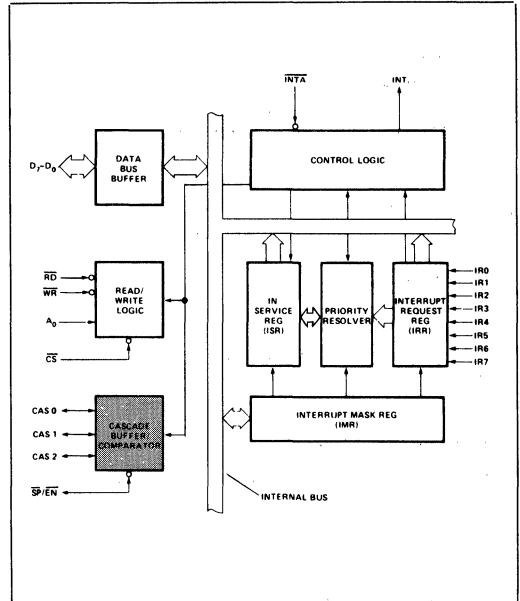 INTA
INT.
D7-D0
DATA
BUS
BUFFER
CONTROL LOGIC
RD
WR
A0
CS
READ/
WRITE
LOGIC
IN
SERVICE
REG
(ISR)
PRIORITY
RESOLVER
INTERRUPT
REQUEST
REG
(IRR)
IR0
IR1
IR2
IR3
IR4
IR5
IR6
IR7
CAS 0
CAS 1
CAS 2
CASCADE
BUFFER/
COMPARATOR
SP/EN
INTERRUPT MASK REG
(IMR)
INTERNAL BUS